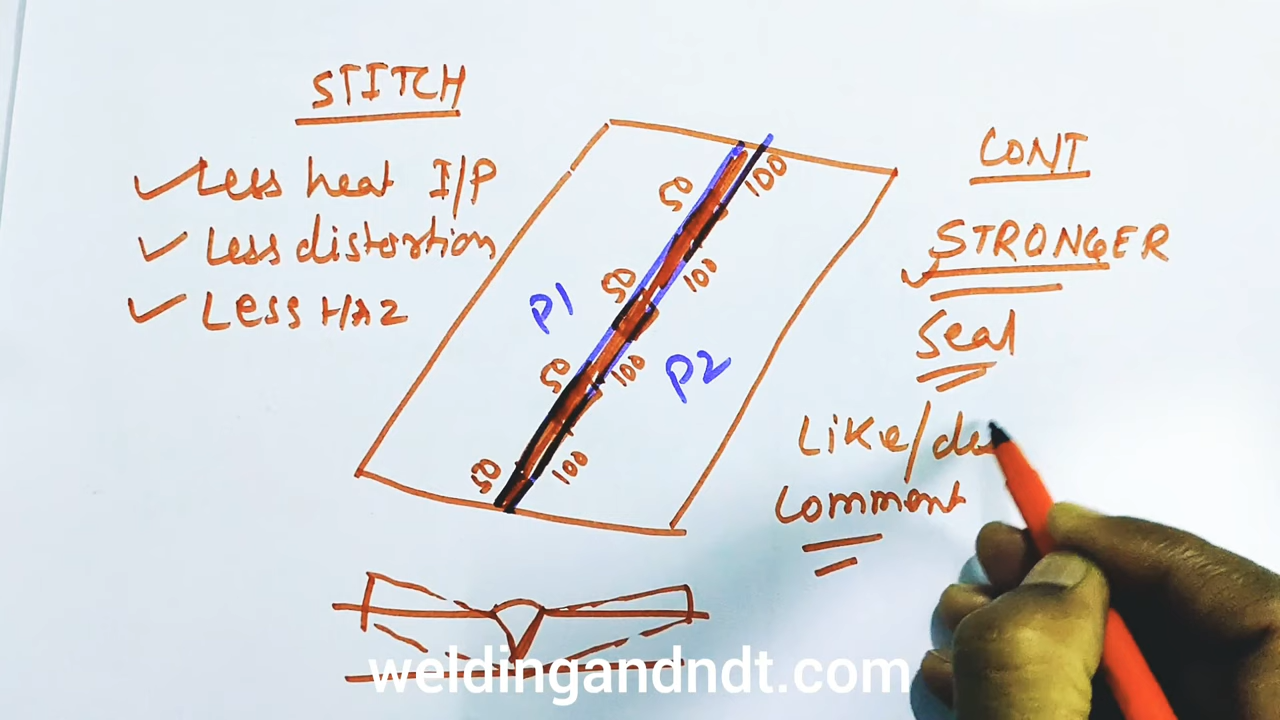 STITCH
Less heat I/P
Less distortion
Less HAZ
50
100
50
100
50
100
50
100
P1
P2
CONT
STRONGER
Seal
Like/
Comment
weldingandndt.com